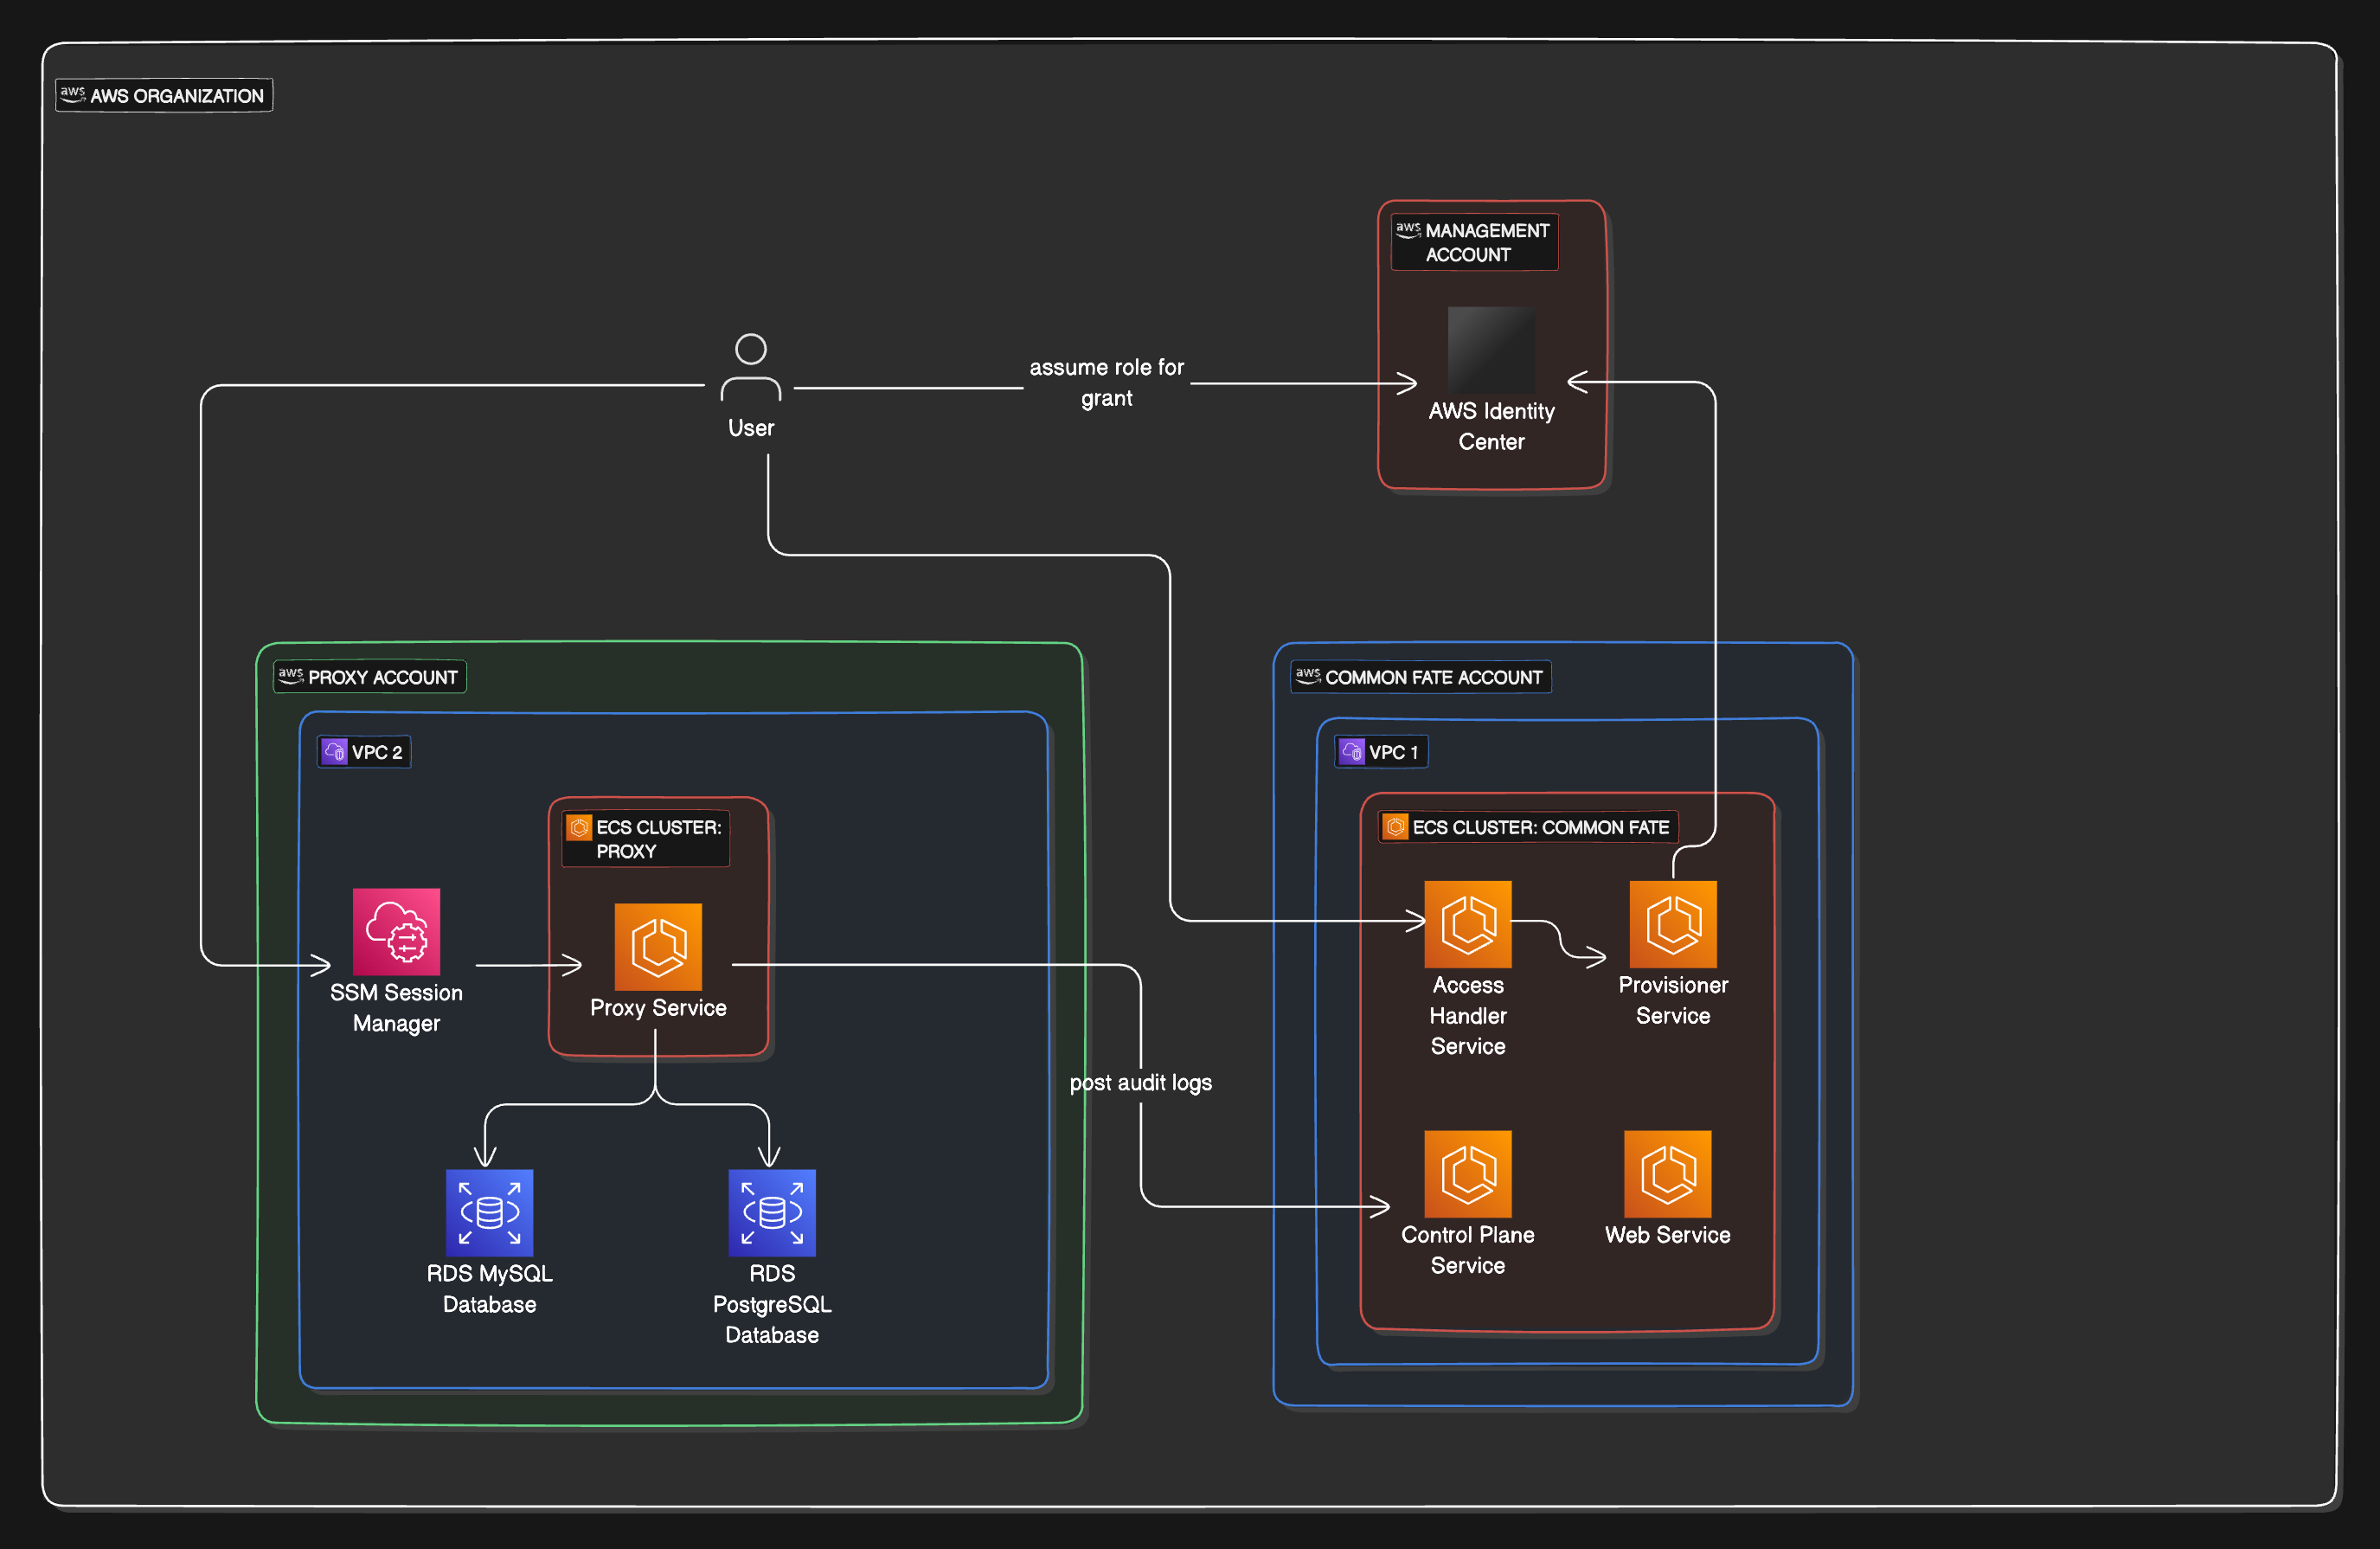 aws AWS ORGANIZATION
aws MANAGEMENT
ACCOUNT
assume role for
grant
AWS Identity
Center
User
aws PROXY ACCOUNT
aws COMMON FATE ACCOUNT
VPC 2
VPC 1
ECS CLUSTER:
PROXY
ECS CLUSTER: COMMON FATE
SSM Session
Manager
Proxy Service
Access
Handler
Service
Provisioner
Service
post audit logs
Control Plane
Service
Web Service
RDS MySQL
Database
RDS
PostgreSQL
Database